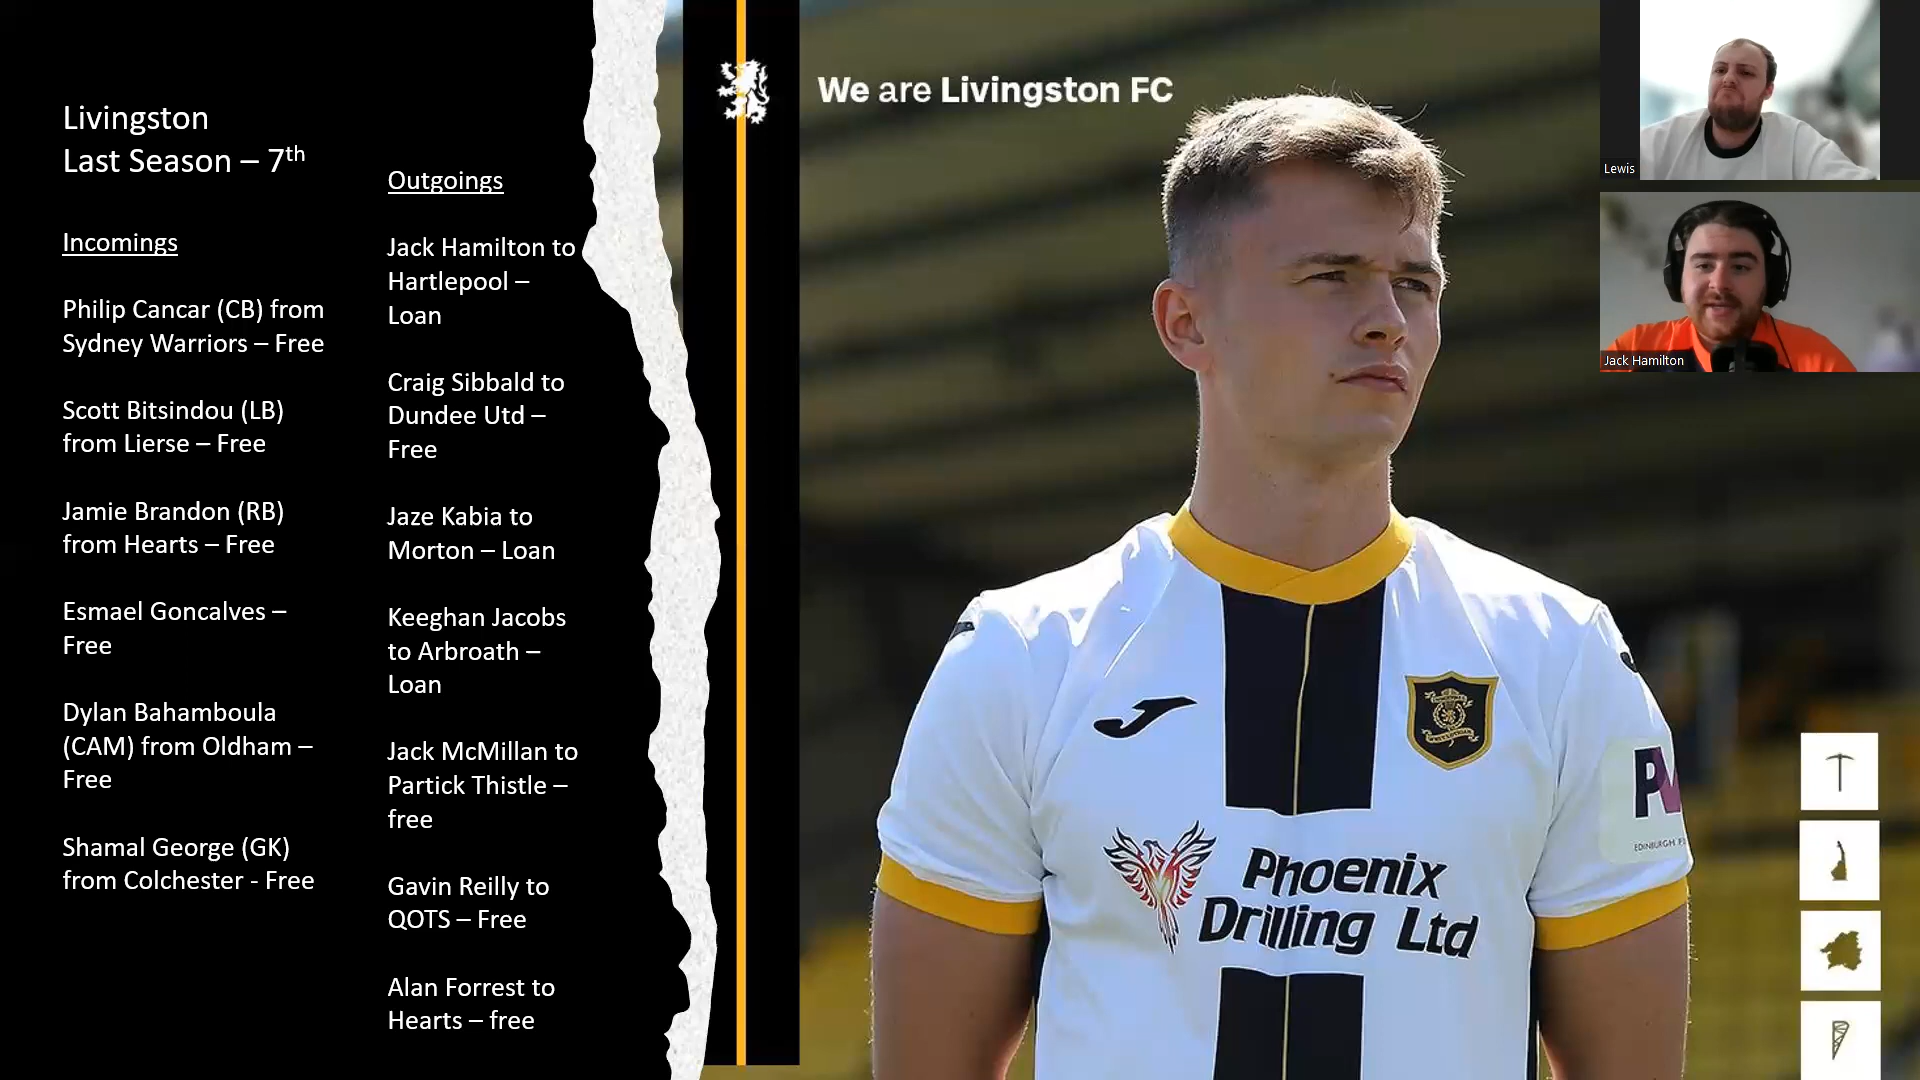 Livingston
Last Season – 7th
Incomings
Philip Cancar (CB) from
Sydney Warriors – Free
Scott Bitsindou (LB)
from Lierse – Free
Jamie Brandon (RB)
from Hearts – Free
Esmael Goncalves –
Free
Dylan Bahamboula
(CAM) from Oldham –
Free
Shamal George (GK)
from Colchester - Free
Outgoings
Jack Hamilton to
Hartlepool –
Loan
Craig Sibbald to
Dundee Utd –
Free
Jaze Kabia to
Morton – Loan
Keeghan Jacobs
to Arbroath –
Loan
Jack McMillan to
Partick Thistle –
free
Gavin Reilly to
QOTS – Free
Alan Forrest to
Hearts – free
We are Livingston FC
Phoenix
Drilling Ltd
EDINBURGH
Lewis
Jack Hamilton